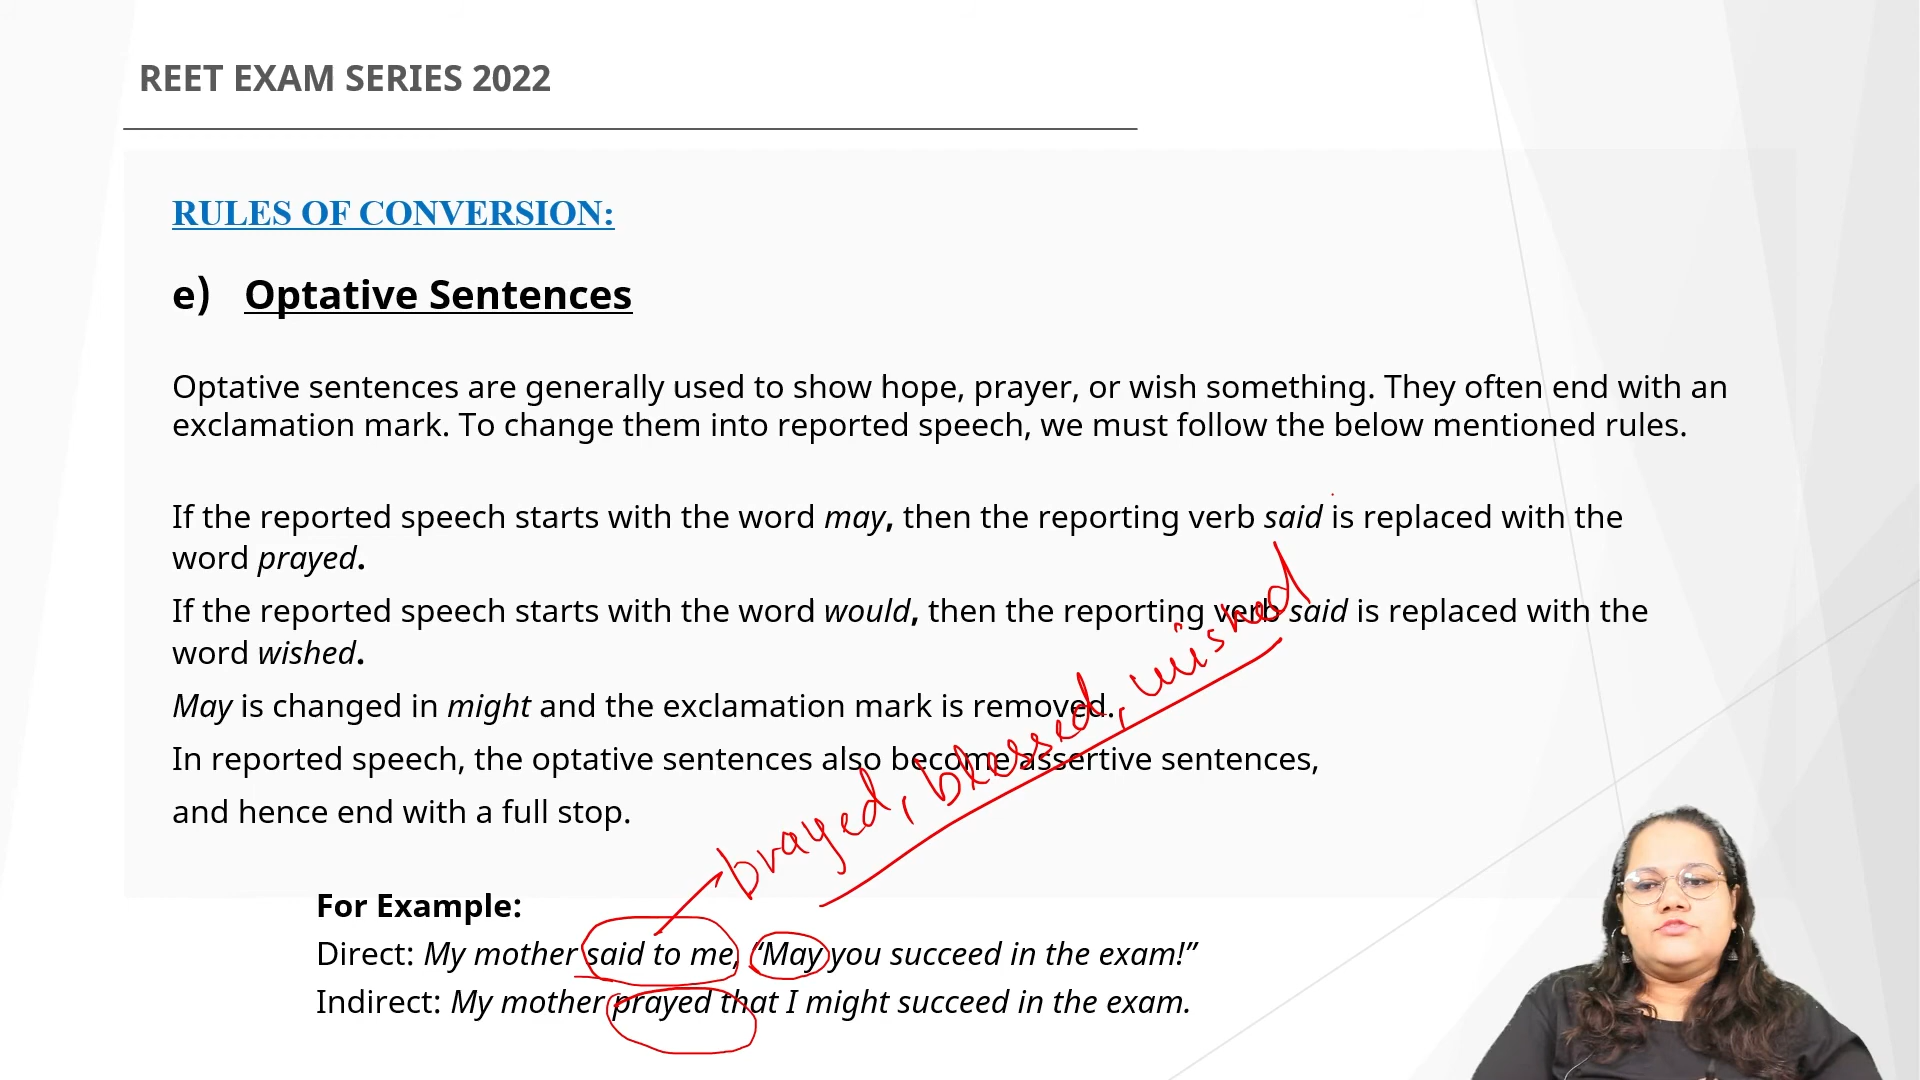 REET EXAM SERIES 2022
RULES OF CONVERSION:
e) Optative Sentences
Optative sentences are generally used to show hope, prayer, or wish something. They often end with an
exclamation mark. To change them into reported speech, we must follow the below mentioned rules.
If the reported speech starts with the word may, then the reporting verb said is replaced with the
word prayed.
If the reported speech starts with the word would, then the reporting verb said is replaced with the
word wished.
May is changed in might and the exclamation mark is removed.
In reported speech, the optative sentences also become assertive sentences,
and hence end with a full stop.
prayed, blessed, wished
For Example:
Direct: My mother said to me, “May you succeed in the exam!”
Indirect: My mother prayed that I might succeed in the exam.